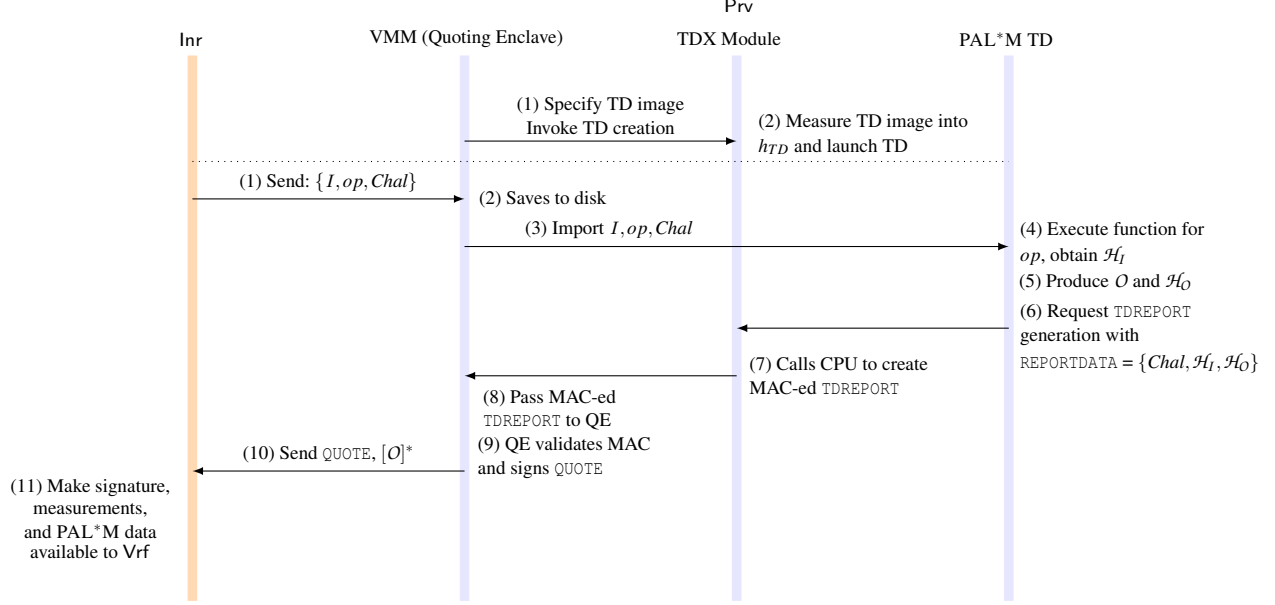 Prv
Inr
VMM (Quoting Enclave)
TDX Module
PAL*M TD
(1) Specify TD image
Invoke TD creation
(2) Measure TD image into
h_{TD} and launch TD
(1) Send: {I, op, Chal}
(2) Saves to disk
(3) Import I, op, Chal
(4) Execute function for
op, obtain ℋ_I
(5) Produce 𝒪 and ℋ_𝒪
(6) Request TDREPORT
generation with
REPORTDATA = {Chal, ℋ_I, ℋ_𝒪}
(7) Calls CPU to create
MAC-ed TDREPORT
(8) Pass MAC-ed
TDREPORT to QE
(9) QE validates MAC
and signs QUOTE
(10) Send QUOTE, [𝒪]*
(11) Make signature,
measurements,
and PAL*M data
available to Vrf